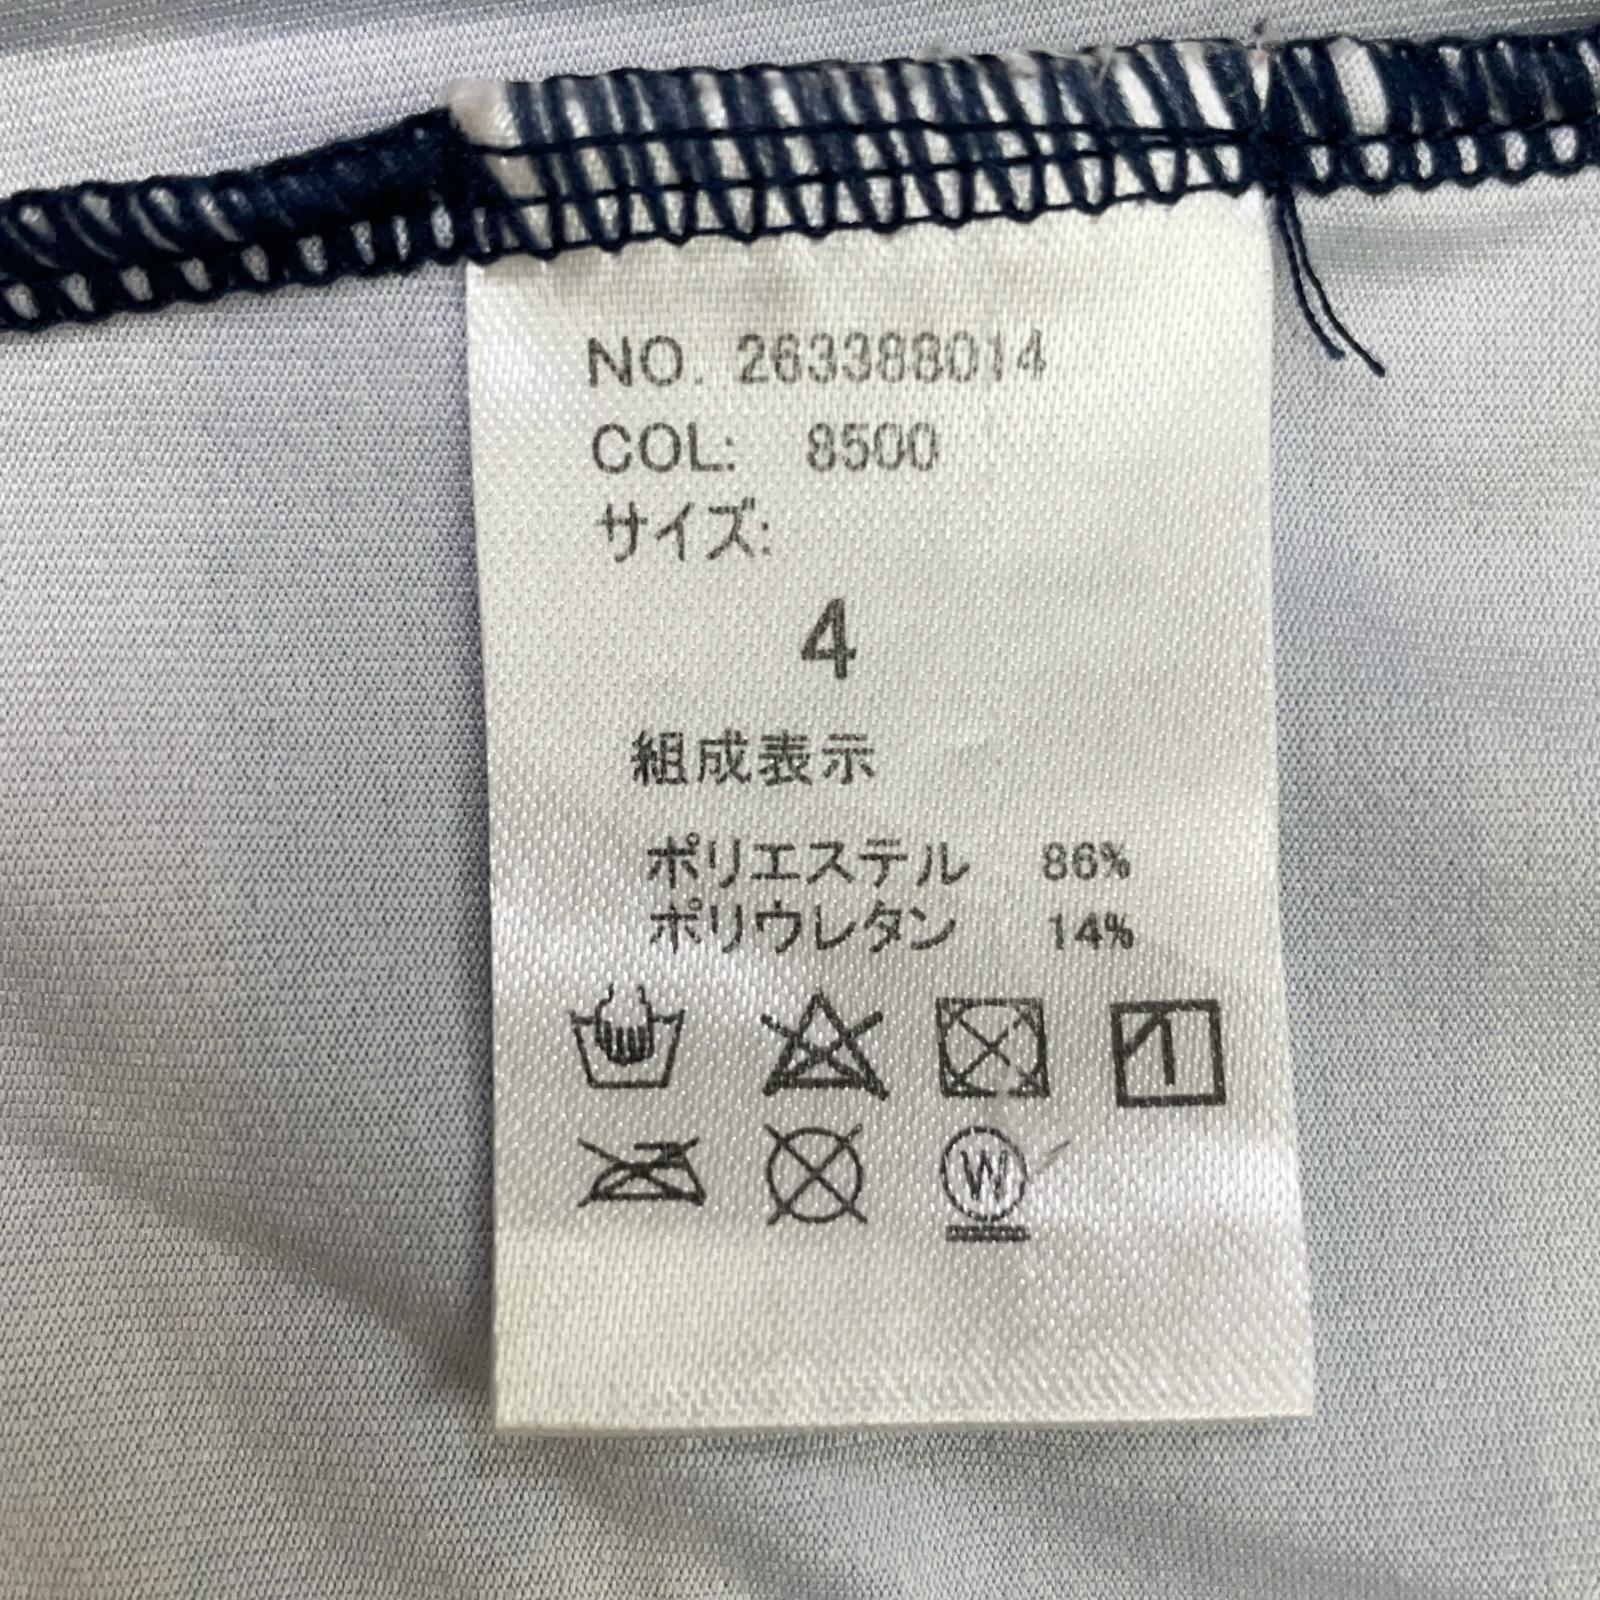 NO. 263388014
COL: 8500
サイズ:
4
組成表示
ポリエステル 86%
ポリウレタン 14%
W